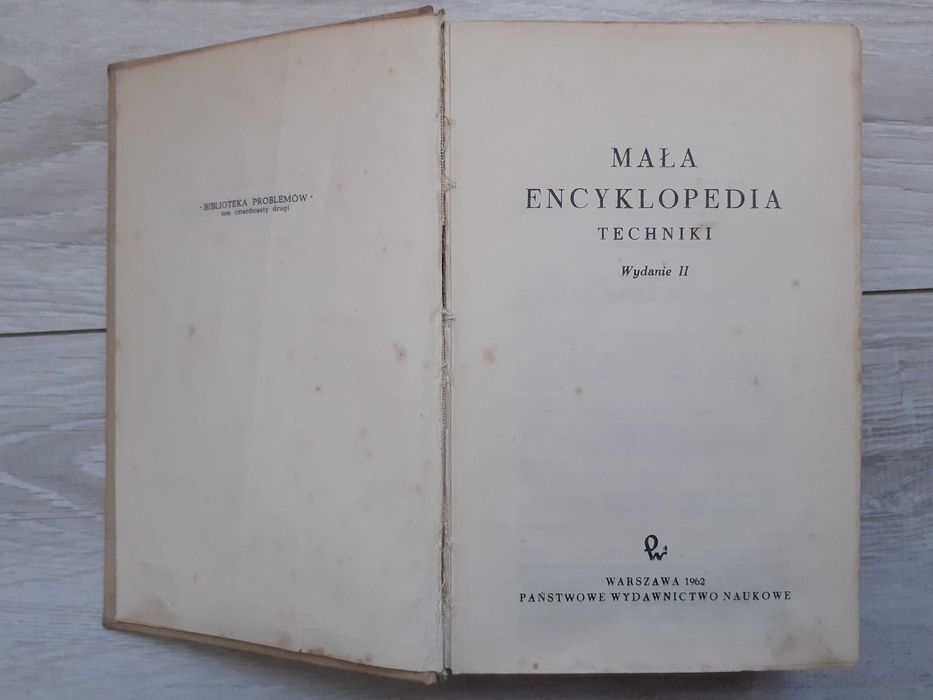 · BIBLIOTEKA PROBLEMÓW ·
tom czterdziesty drugi
MAŁA
ENCYKLOPEDIA
TECHNIKI
Wydanie II
WARSZAWA 1962
PAŃSTWOWE WYDAWNICTWO NAUKOWE